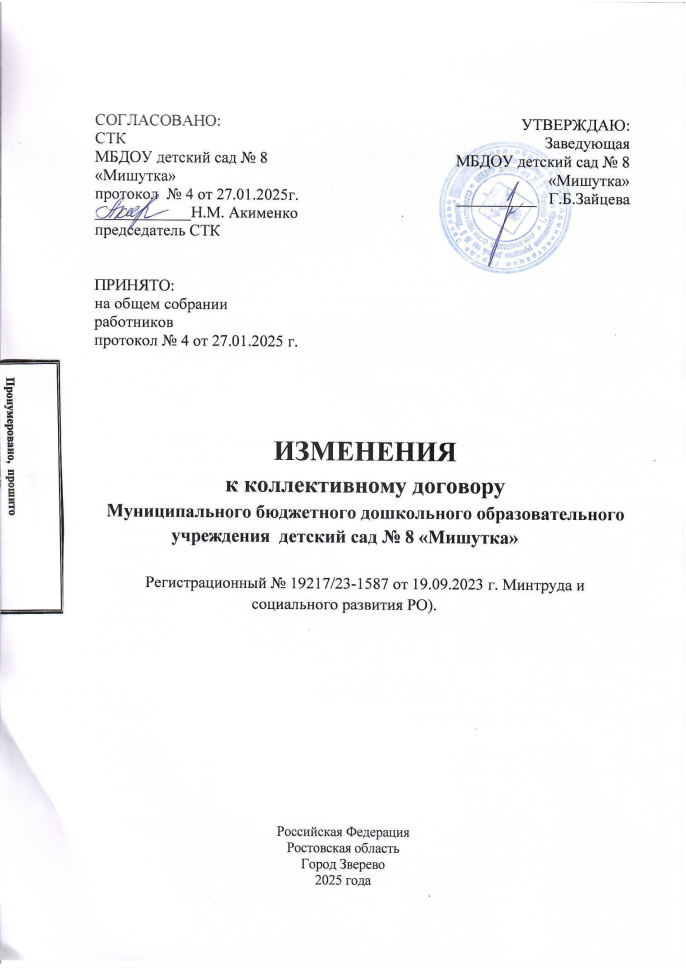 СОГЛАСОВАНО:
СТК
МБДОУ детский сад № 8
«Мишутка»
протокол № 4 от 27.01.2025г.
____________Н.М. Акименко
председатель СТК
УТВЕРЖДАЮ:
Заведующая
МБДОУ детский сад № 8
«Мишутка»
__________ Г.Б.Зайцева
ПРИНЯТО:
на общем собрании
работников
протокол № 4 от 27.01.2025 г.
Пронумеровано, прошито
ИЗМЕНЕНИЯ
к коллективному договору
Муниципального бюджетного дошкольного образовательного
учреждения детский сад № 8 «Мишутка»
Регистрационный № 19217/23-1587 от 19.09.2023 г. Минтруда и
социального развития РО).
Российская Федерация
Ростовская область
Город Зверево
2025 года